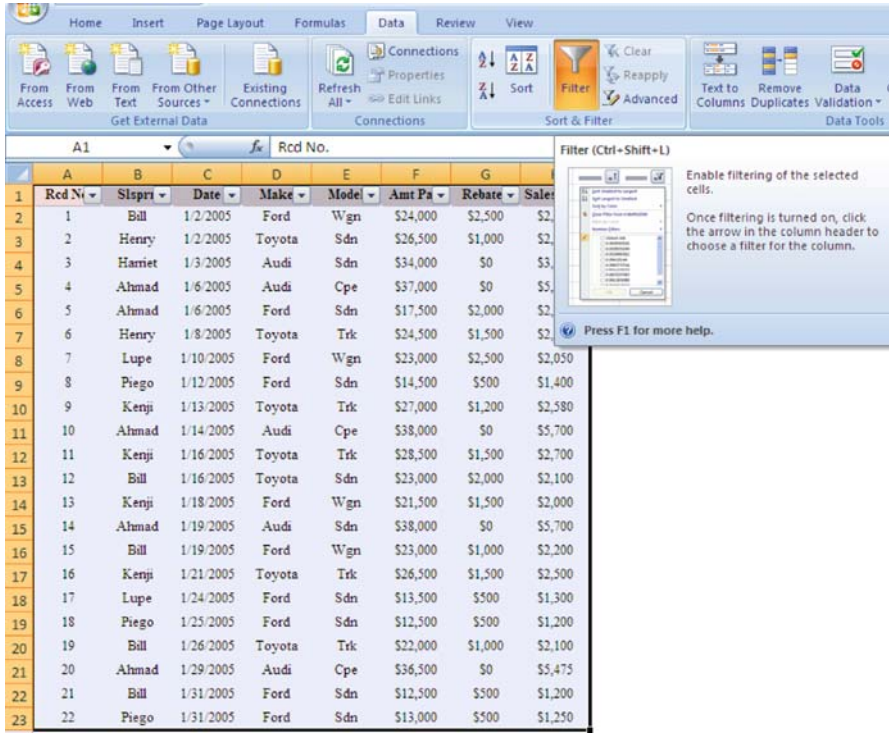 Home Insert Page Layout Formulas Data Review View
From Access
From Web
From Text
From Other Sources
Existing Connections
Get External Data
Refresh All
Connections
Properties
Edit Links
Connections
Sort
Filter
Clear
Reapply
Advanced
Sort & Filter
Text to Columns
Remove Duplicates
Data Validation
Data Tools
A1 fx Rcd No.
Filter (Ctrl+Shift+L)
Enable filtering of the selected
cells.
Once filtering is turned on, click
the arrow in the column header to
choose a filter for the column.
Press F1 for more help.
A B C D E F G
1 Rcd N Slspr Date Make Model Amt Pa Rebate Sales
2 1 Bill 1/2/2005 Ford Wgn $24,000 $2,500 $2,
3 2 Henry 1/2/2005 Toyota Sdn $26,500 $1,000 $2,
4 3 Harriet 1/3/2005 Audi Sdn $34,000 $0 $3,
5 4 Ahmad 1/6/2005 Audi Cpe $37,000 $0 $5,
6 5 Ahmad 1/6/2005 Ford Sdn $17,500 $2,000 $2,
7 6 Henry 1/8/2005 Toyota Trk $24,500 $1,500 $2,
8 7 Lupe 1/10/2005 Ford Wgn $23,000 $2,500 $2,050
9 8 Piego 1/12/2005 Ford Sdn $14,500 $500 $1,400
10 9 Kenji 1/13/2005 Toyota Trk $27,000 $1,200 $2,580
11 10 Ahmad 1/14/2005 Audi Cpe $38,000 $0 $5,700
12 11 Kenji 1/16/2005 Toyota Trk $28,500 $1,500 $2,700
13 12 Bill 1/16/2005 Toyota Sdn $23,000 $2,000 $2,100
14 13 Kenji 1/18/2005 Ford Wgn $21,500 $1,500 $2,000
15 14 Ahmad 1/19/2005 Audi Sdn $38,000 $0 $5,700
16 15 Bill 1/19/2005 Ford Wgn $23,000 $1,000 $2,200
17 16 Kenji 1/21/2005 Toyota Trk $26,500 $1,500 $2,500
18 17 Lupe 1/24/2005 Ford Sdn $13,500 $500 $1,300
19 18 Piego 1/25/2005 Ford Sdn $12,500 $500 $1,200
20 19 Bill 1/26/2005 Toyota Trk $22,000 $1,000 $2,100
21 20 Ahmad 1/29/2005 Audi Cpe $36,500 $0 $5,475
22 21 Bill 1/31/2005 Ford Sdn $12,500 $500 $1,200
23 22 Piego 1/31/2005 Ford Sdn $13,000 $500 $1,250